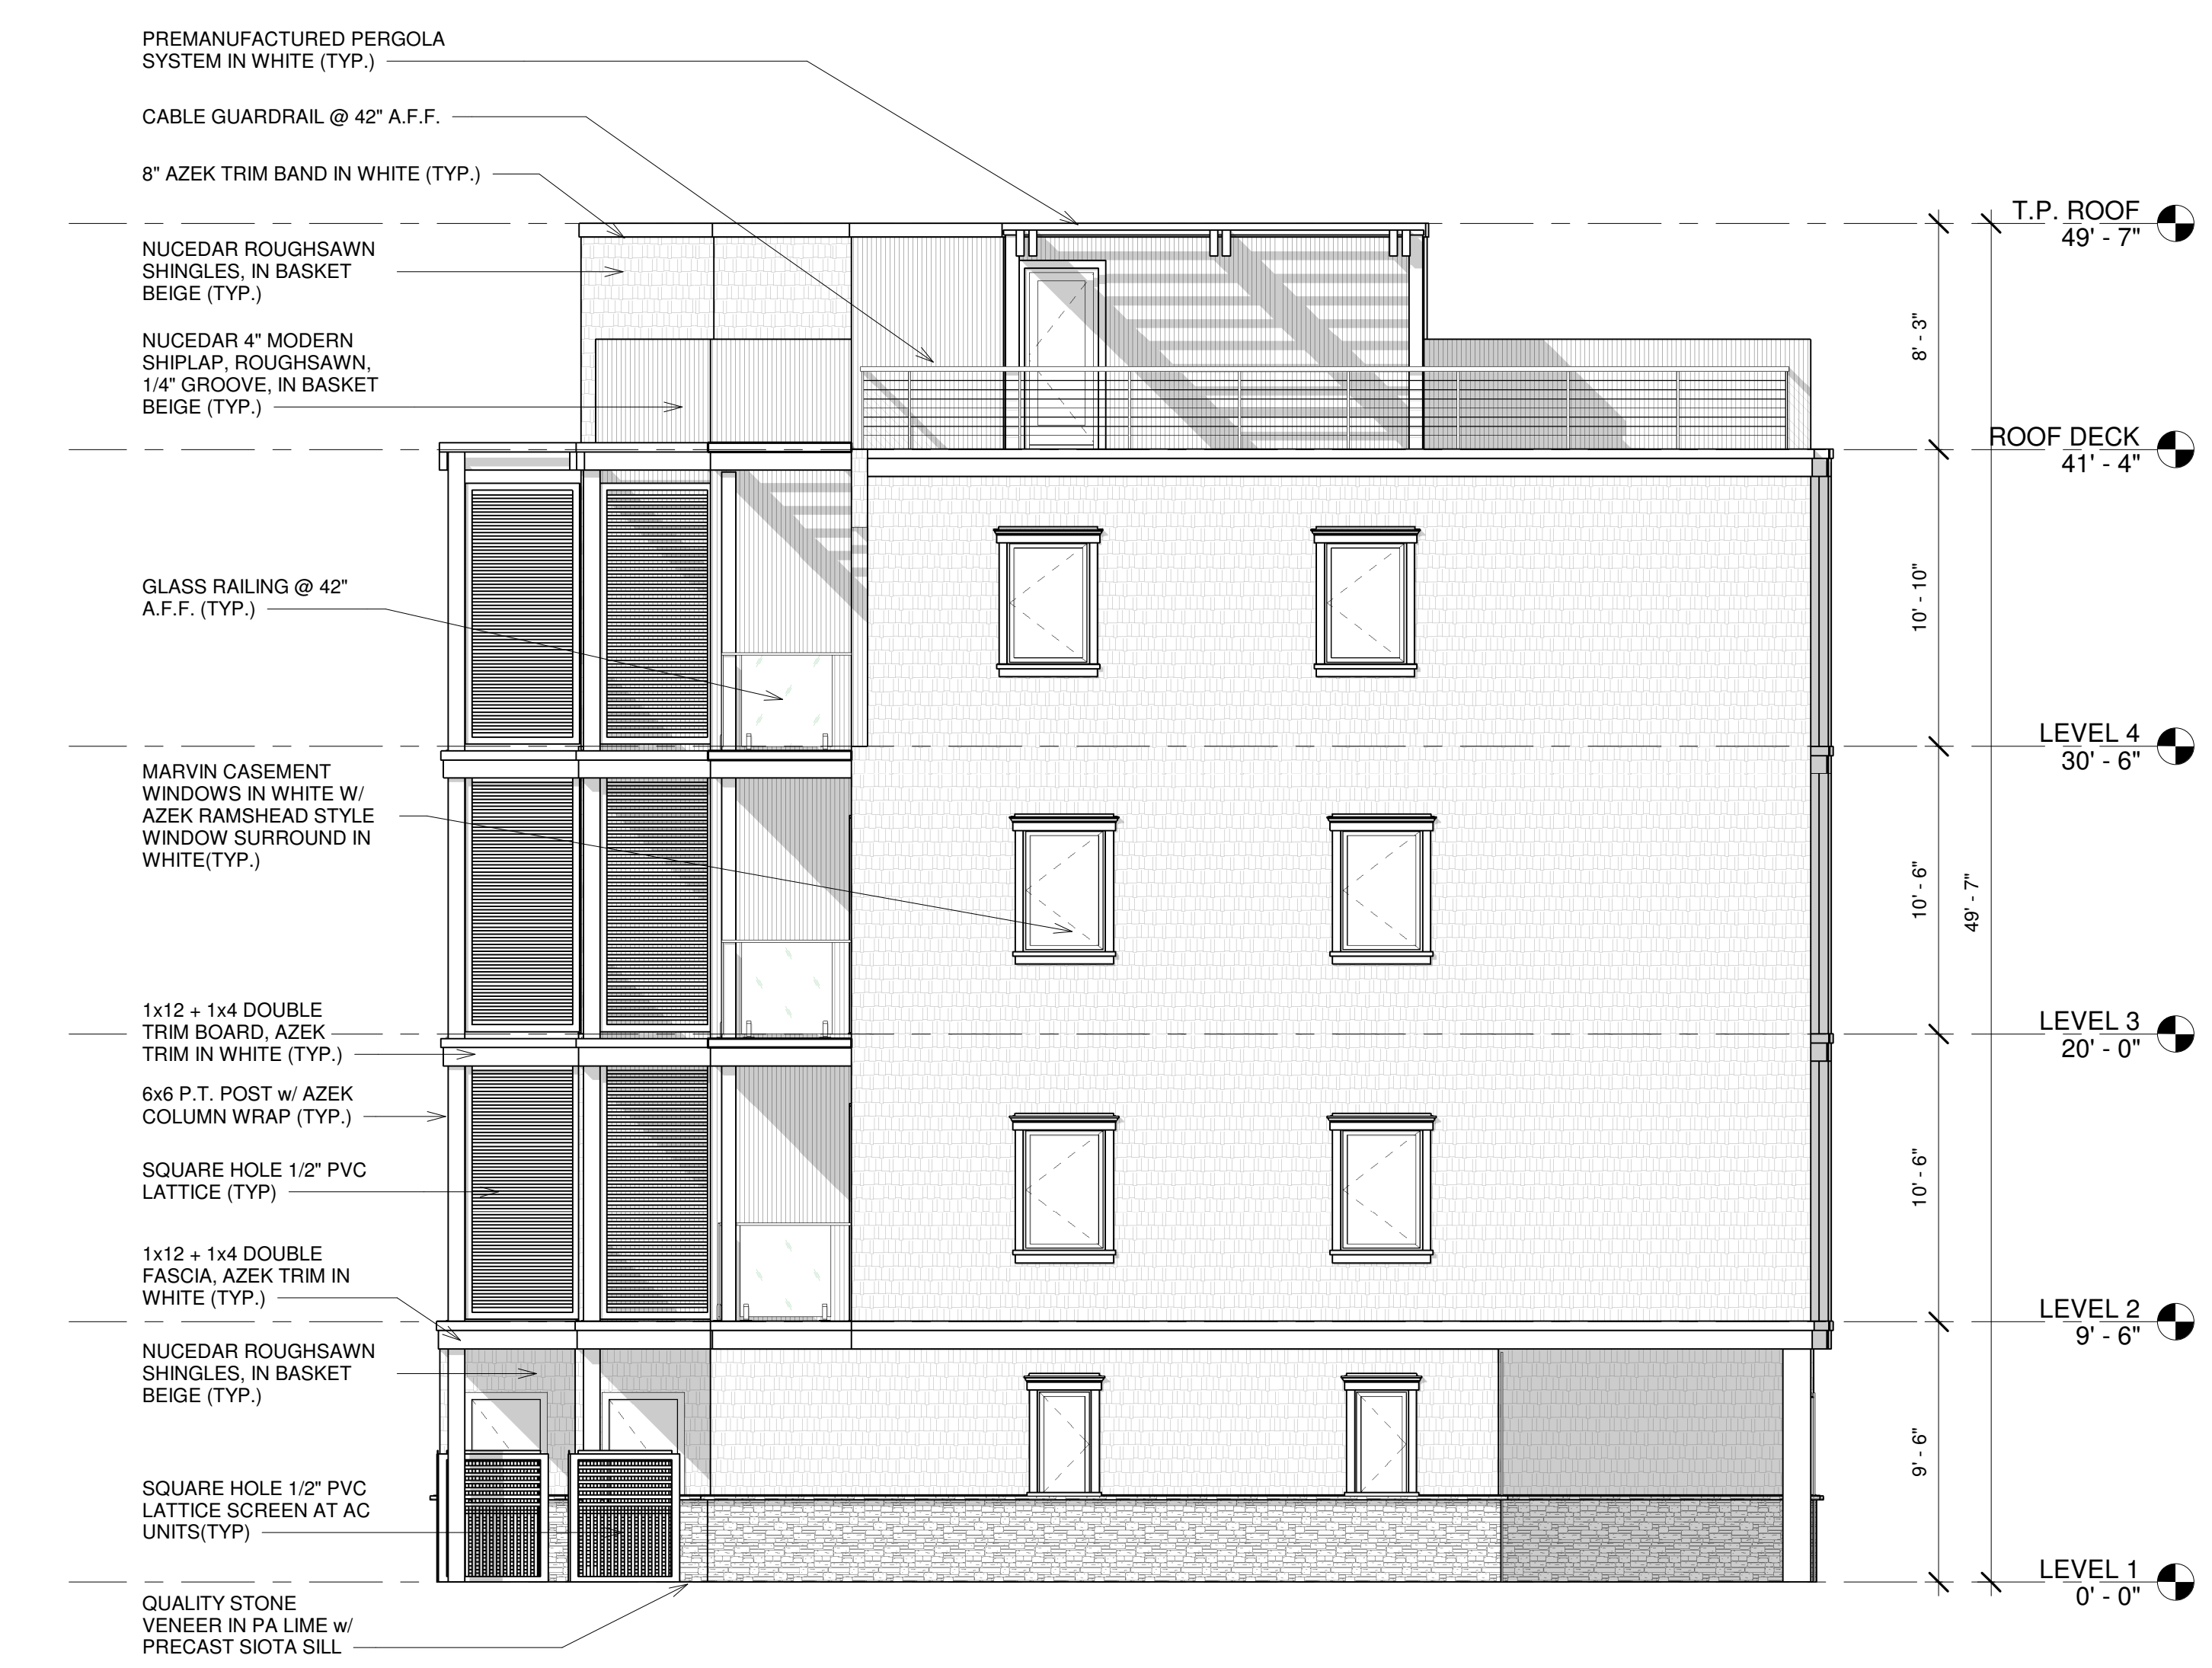 PREMANUFACTURED PERGOLA
SYSTEM IN WHITE (TYP.)
CABLE GUARDRAIL @ 42" A.F.F.
8" AZEK TRIM BAND IN WHITE (TYP.)
NUCEDAR ROUGHSAWN
SHINGLES, IN BASKET
BEIGE (TYP.)
NUCEDAR 4" MODERN
SHIPLAP, ROUGHSAWN,
1/4" GROOVE, IN BASKET
BEIGE (TYP.)
GLASS RAILING @ 42"
A.F.F. (TYP.)
MARVIN CASEMENT
WINDOWS IN WHITE W/
AZEK RAMSHEAD STYLE
WINDOW SURROUND IN
WHITE(TYP.)
1x12 + 1x4 DOUBLE
TRIM BOARD, AZEK
TRIM IN WHITE (TYP.)
6x6 P.T. POST w/ AZEK
COLUMN WRAP (TYP.)
SQUARE HOLE 1/2" PVC
LATTICE (TYP)
1x12 + 1x4 DOUBLE
FASCIA, AZEK TRIM IN
WHITE (TYP.)
NUCEDAR ROUGHSAWN
SHINGLES, IN BASKET
BEIGE (TYP.)
SQUARE HOLE 1/2" PVC
LATTICE SCREEN AT AC
UNITS(TYP)
QUALITY STONE
VENEER IN PA LIME w/
PRECAST SIOTA SILL
8' - 3"
10' - 10"
10' - 6"
10' - 6"
9' - 6"
49' - 7"
T.P. ROOF
49' - 7"
ROOF DECK
41' - 4"
LEVEL 4
30' - 6"
LEVEL 3
20' - 0"
LEVEL 2
9' - 6"
LEVEL 1
0' - 0"